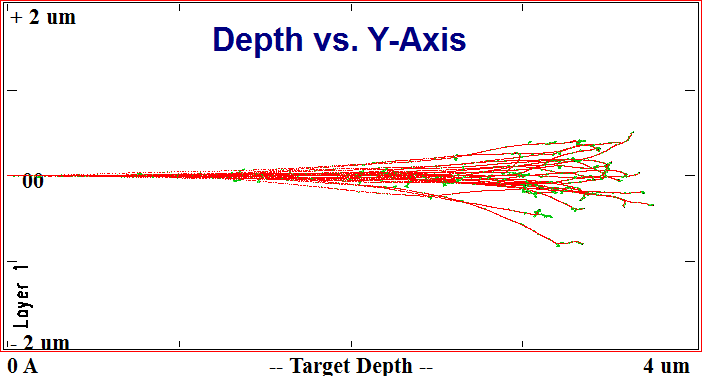 + 2 um
Depth vs. Y-Axis
00
Layer 1
- 2 um
0 A -- Target Depth -- 4 um